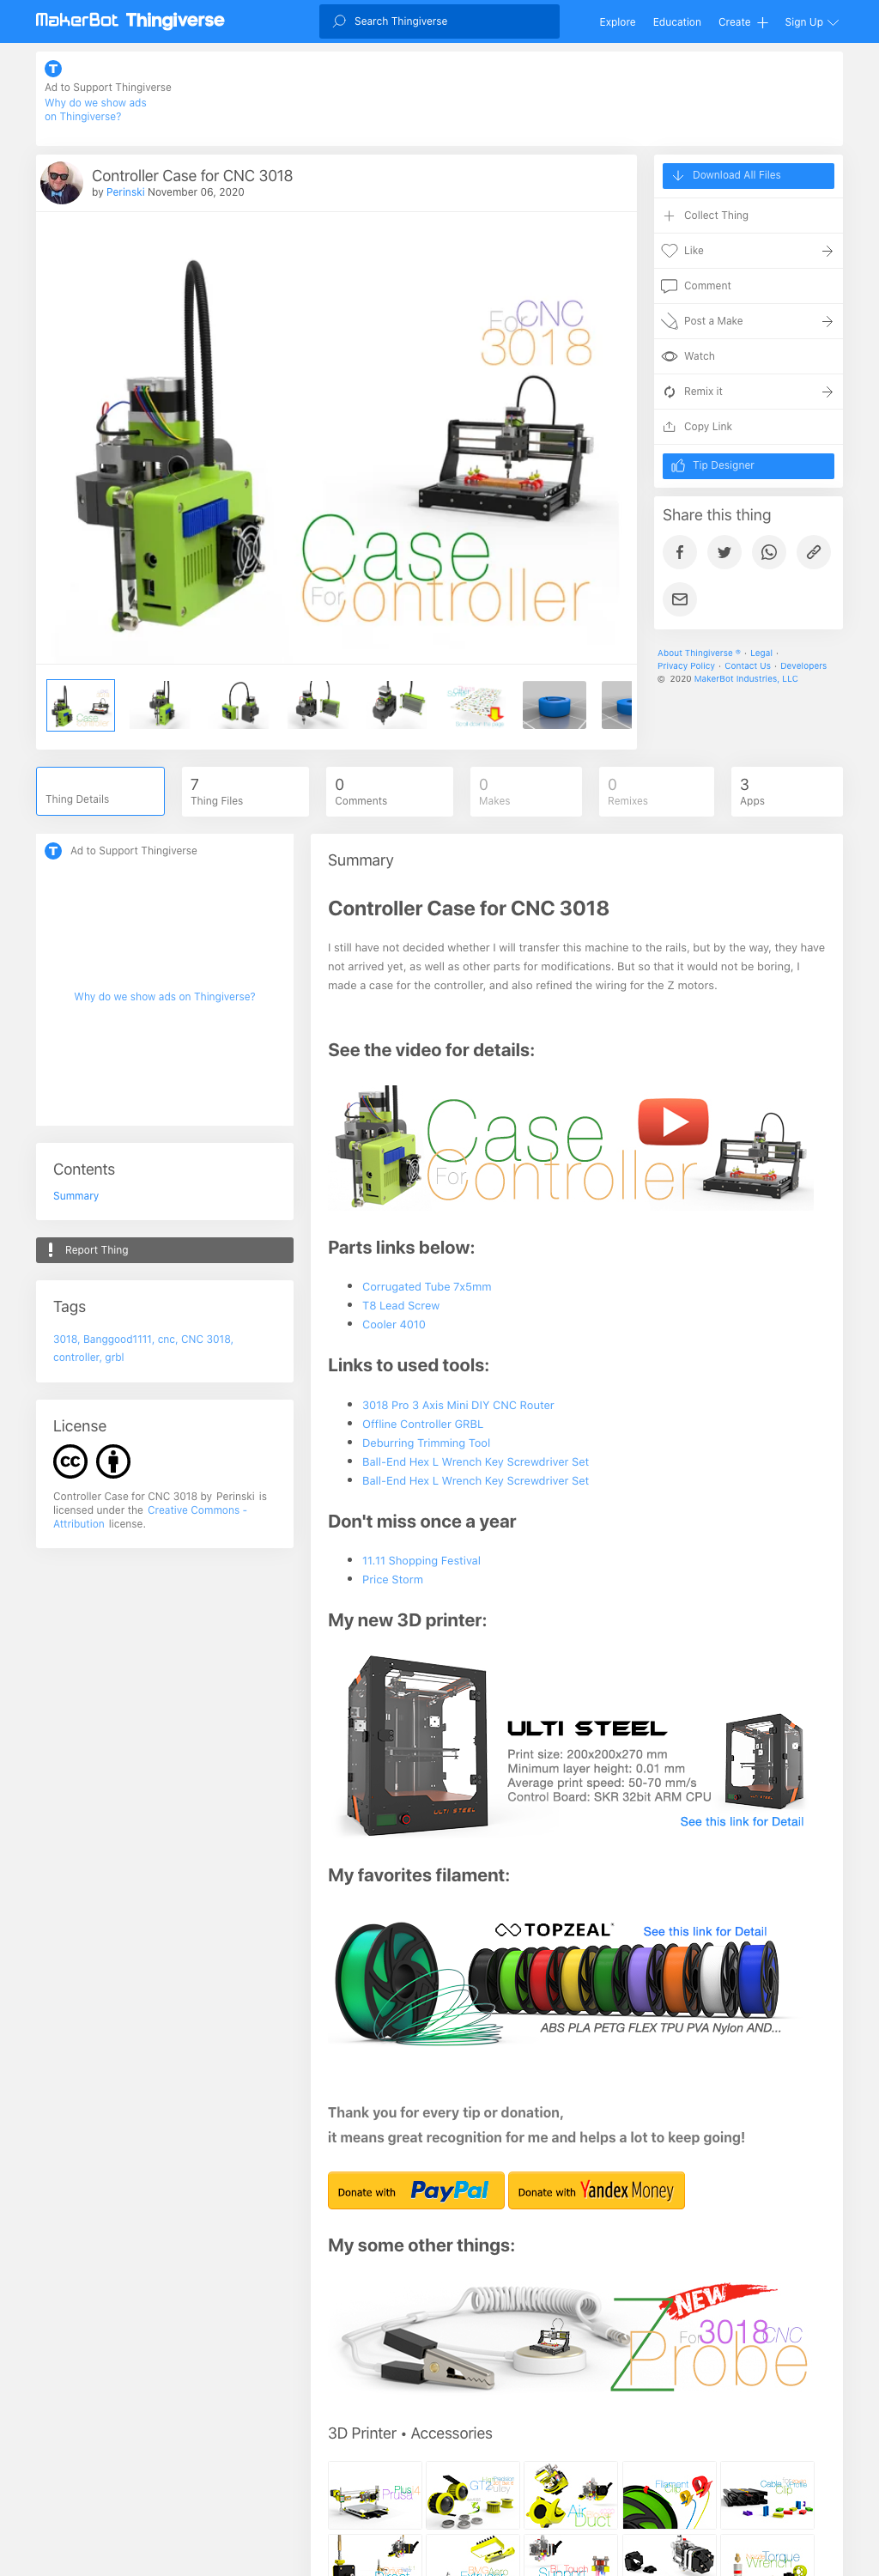 MakerBot Thingiverse
Search Thingiverse
Explore
Education
Create
Sign Up
Ad to Support Thingiverse
Why do we show ads
on Thingiverse?
Controller Case for CNC 3018
by Perinski November 06, 2020
For CNC
3018
Case
For
Controller
Download All Files
Collect Thing
Like
Comment
Post a Make
Watch
Remix it
Copy Link
Tip Designer
Share this thing
About Thingiverse ® · Legal ·
Privacy Policy · Contact Us · Developers
© 2020 MakerBot Industries, LLC
Thing Details
7
Thing Files
0
Comments
0
Makes
0
Remixes
3
Apps
Ad to Support Thingiverse
Why do we show ads on Thingiverse?
Contents
Summary
Report Thing
Tags
3018, Banggood1111, cnc, CNC 3018,
controller, grbl
License
cc
Controller Case for CNC 3018 by Perinski is
licensed under the Creative Commons -
Attribution license.
Summary
Controller Case for CNC 3018
I still have not decided whether I will transfer this machine to the rails, but by the way, they have
not arrived yet, as well as other parts for modifications. But so that it would not be boring, I
made a case for the controller, and also refined the wiring for the Z motors.
See the video for details:
Case
For
Controller
Parts links below:
Corrugated Tube 7x5mm
T8 Lead Screw
Cooler 4010
Links to used tools:
3018 Pro 3 Axis Mini DIY CNC Router
Offline Controller GRBL
Deburring Trimming Tool
Ball-End Hex L Wrench Key Screwdriver Set
Ball-End Hex L Wrench Key Screwdriver Set
Don't miss once a year
11.11 Shopping Festival
Price Storm
My new 3D printer:
ULTI STEEL
ULTI STEEL
Print size: 200x200x270 mm
Minimum layer height: 0.01 mm
Average print speed: 50-70 mm/s
Control Board: SKR 32bit ARM CPU
See this link for Detail
My favorites filament:
TOPZEAL®
See this link for Detail
ABS PLA PETG FLEX TPU PVA Nylon AND...
Thank you for every tip or donation,
it means great recognition for me and helps a lot to keep going!
Donate with PayPal
Donate with Yandex Money
My some other things:
NEW
For 3018 CNC
Z Probe
3D Printer • Accessories
Plus 4
Prusa
GT2
Air
Duct
Filament
Clip
Cable
Clip
Direct
Extruder
Support
Torque
Wrench